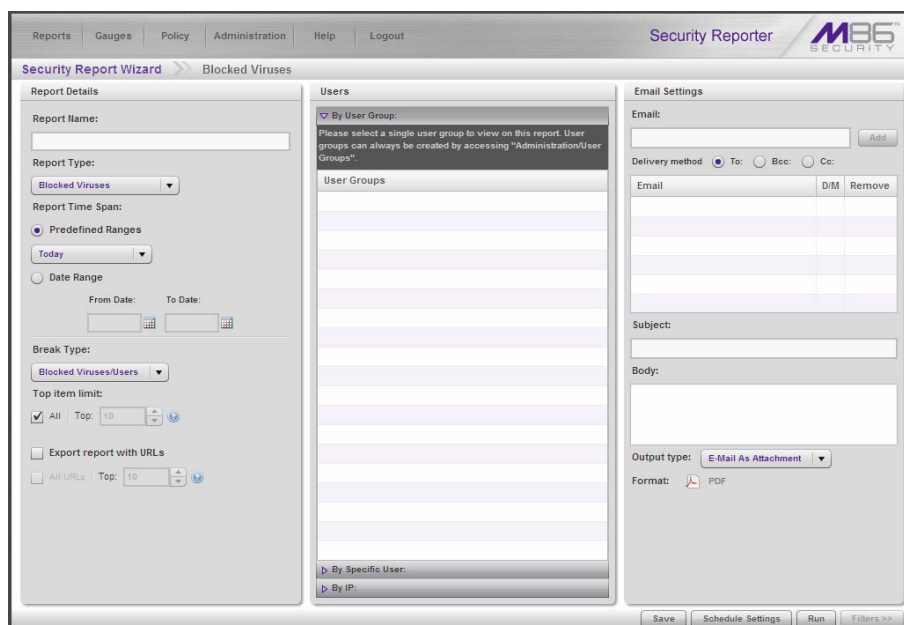 Reports Gauges Policy Administration Help Logout
Security Reporter
M86
SECURITY
Security Report Wizard Blocked Viruses
Report Details
Report Name:
Report Type:
Blocked Viruses
Report Time Span:
Predefined Ranges
Today
Date Range
From Date: To Date:
Break Type:
Blocked Viruses/Users
Top item limit:
All Top: 10
Export report with URLs
All URLs Top: 10
Users
By User Group:
Please select a single user group to view on this report. User
groups can always be created by accessing "Administration/User
Groups".
User Groups
By Specific User:
By IP:
Email Settings
Email:
Add
Delivery method To: Bcc: Cc:
Email D/M Remove
Subject:
Body:
Output type: E-Mail As Attachment
Format: PDF
Save Schedule Settings Run Filters >>